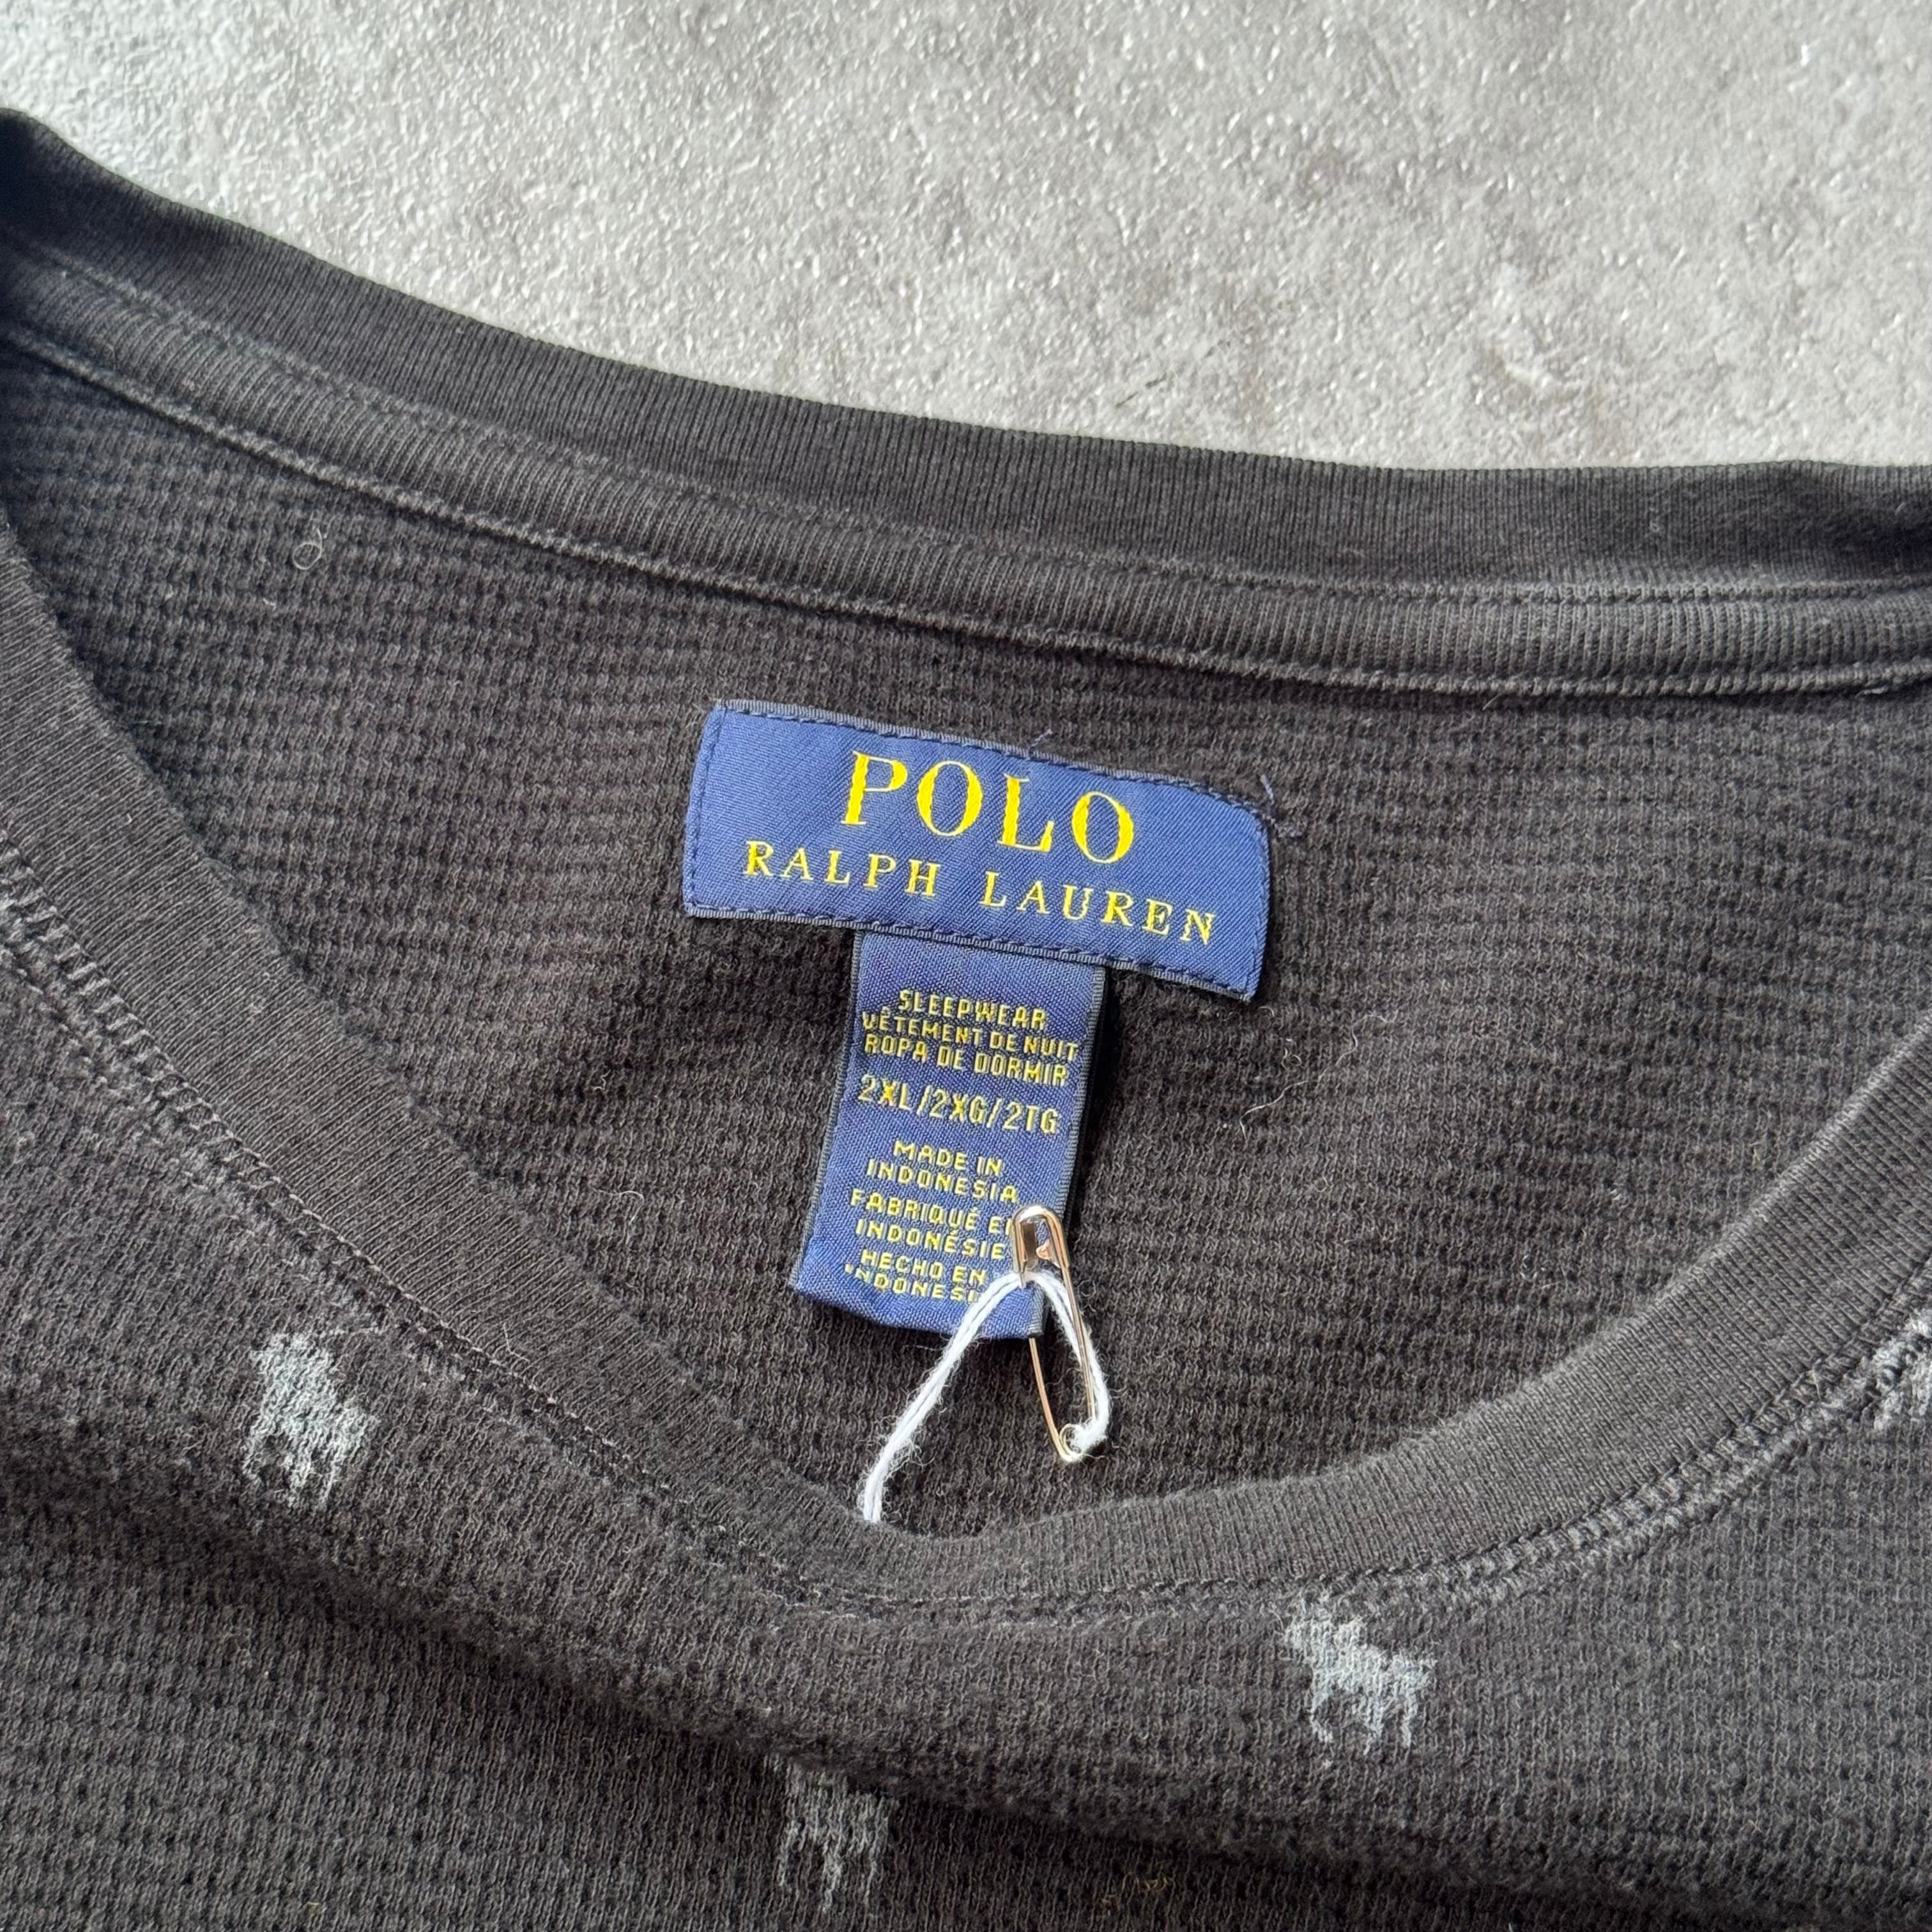 POLO
RALPH LAUREN
SLEEPWEAR
VÊTEMENT DE NUIT
ROPA DE DORMIR
2XL/2XG/2TG
MADE IN
INDONESIA
FABRIQUÉ
INDONÉSIE
HECHO EN